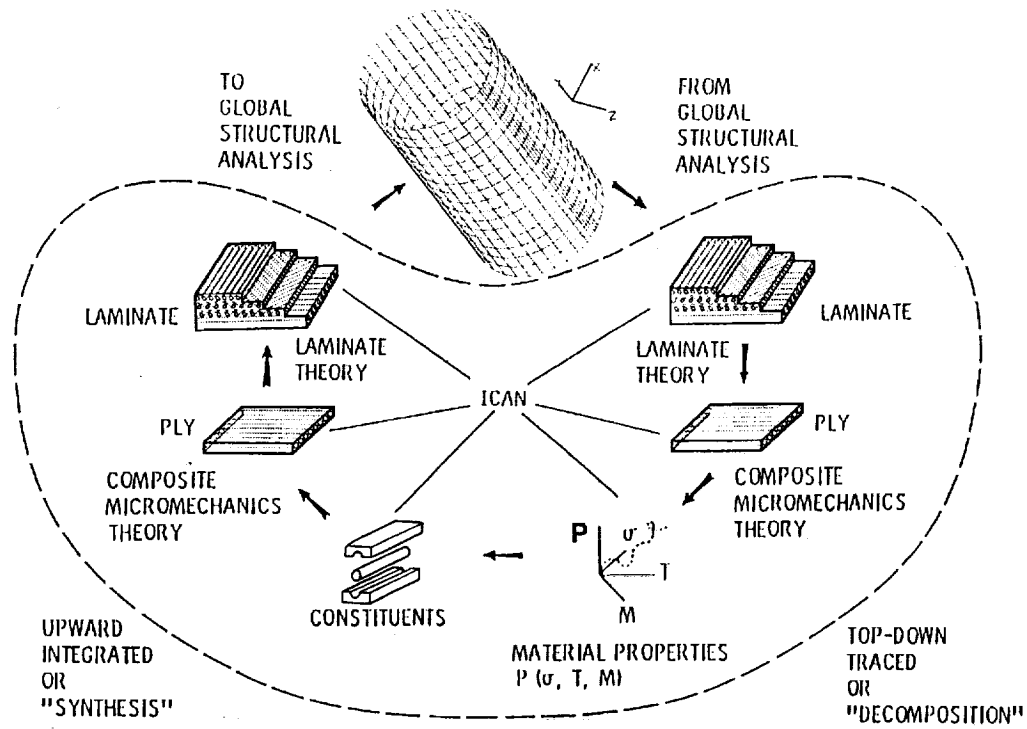 TO
GLOBAL
STRUCTURAL
ANALYSIS
X
Z
FROM
GLOBAL
STRUCTURAL
ANALYSIS
LAMINATE
LAMINATE
THEORY
PLY
COMPOSITE
MICROMECHANICS
THEORY
ICAN
LAMINATE
LAMINATE
THEORY
PLY
COMPOSITE
MICROMECHANICS
THEORY
CONSTITUENTS
P
σ
T
M
MATERIAL PROPERTIES
P (σ, T, M)
UPWARD
INTEGRATED
OR
"SYNTHESIS"
TOP-DOWN
TRACED
OR
"DECOMPOSITION"